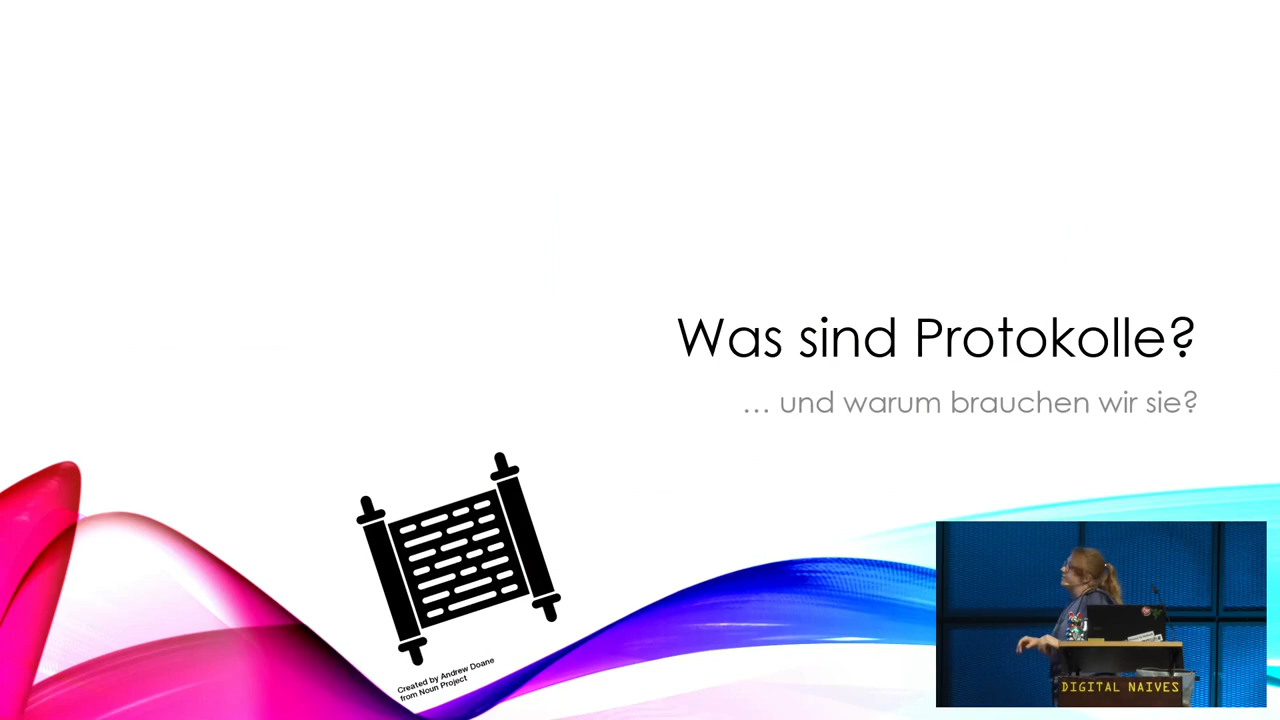 Was sind Protokolle?
… und warum brauchen wir sie?
Created by Andrew Doane
from Noun Project
DIGITAL NAIVES